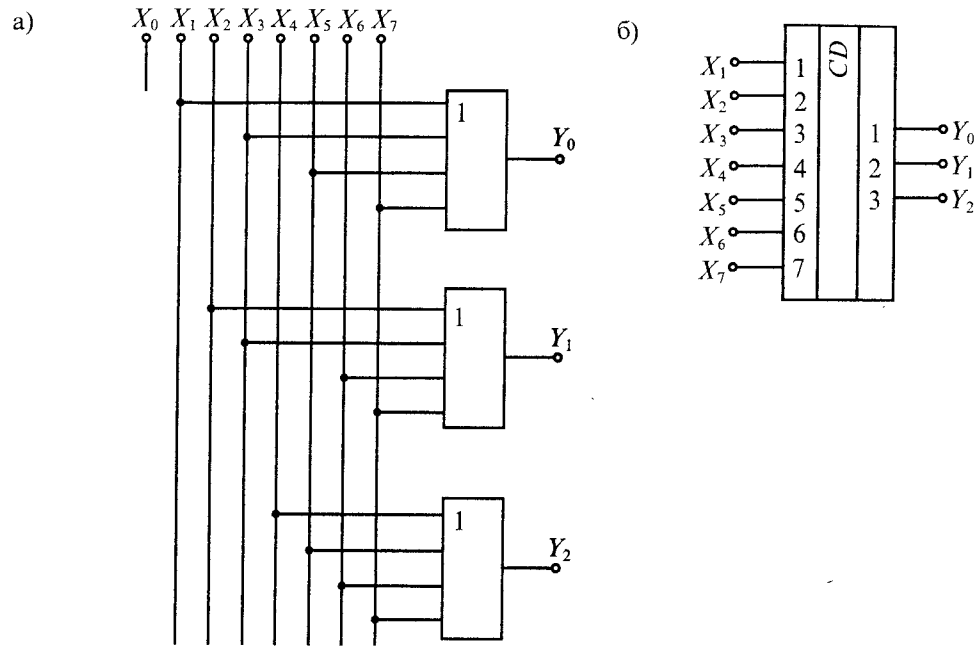 а)
X₀ X₁ X₂ X₃ X₄ X₅ X₆ X₇
1
Y₀
1
Y₁
1
Y₂
б)
CD
X₁ 1
X₂ 2
X₃ 3 1 Y₀
X₄ 4 2 Y₁
X₅ 5 3 Y₂
X₆ 6
X₇ 7